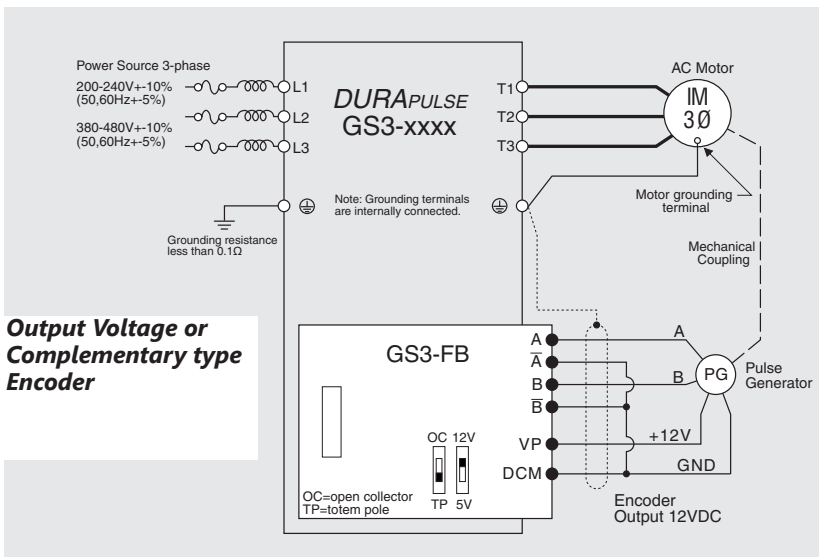 Power Source 3-phase
200-240V+-10%
(50,60Hz+-5%)
380-480V+-10%
(50,60Hz+-5%)
L1
L2
L3
DURAPULSE
GS3-xxxx
T1
T2
T3
AC Motor
IM
3Ø
Note: Grounding terminals
are internally connected.
Motor grounding
terminal
Grounding resistance
less than 0.1Ω
Mechanical
Coupling
Output Voltage or
Complementary type
Encoder
GS3-FB
A
A̅
B
B̅
VP
DCM
OC 12V
TP 5V
OC=open collector
TP=totem pole
A
B
+12V
GND
PG
Pulse
Generator
Encoder
Output 12VDC